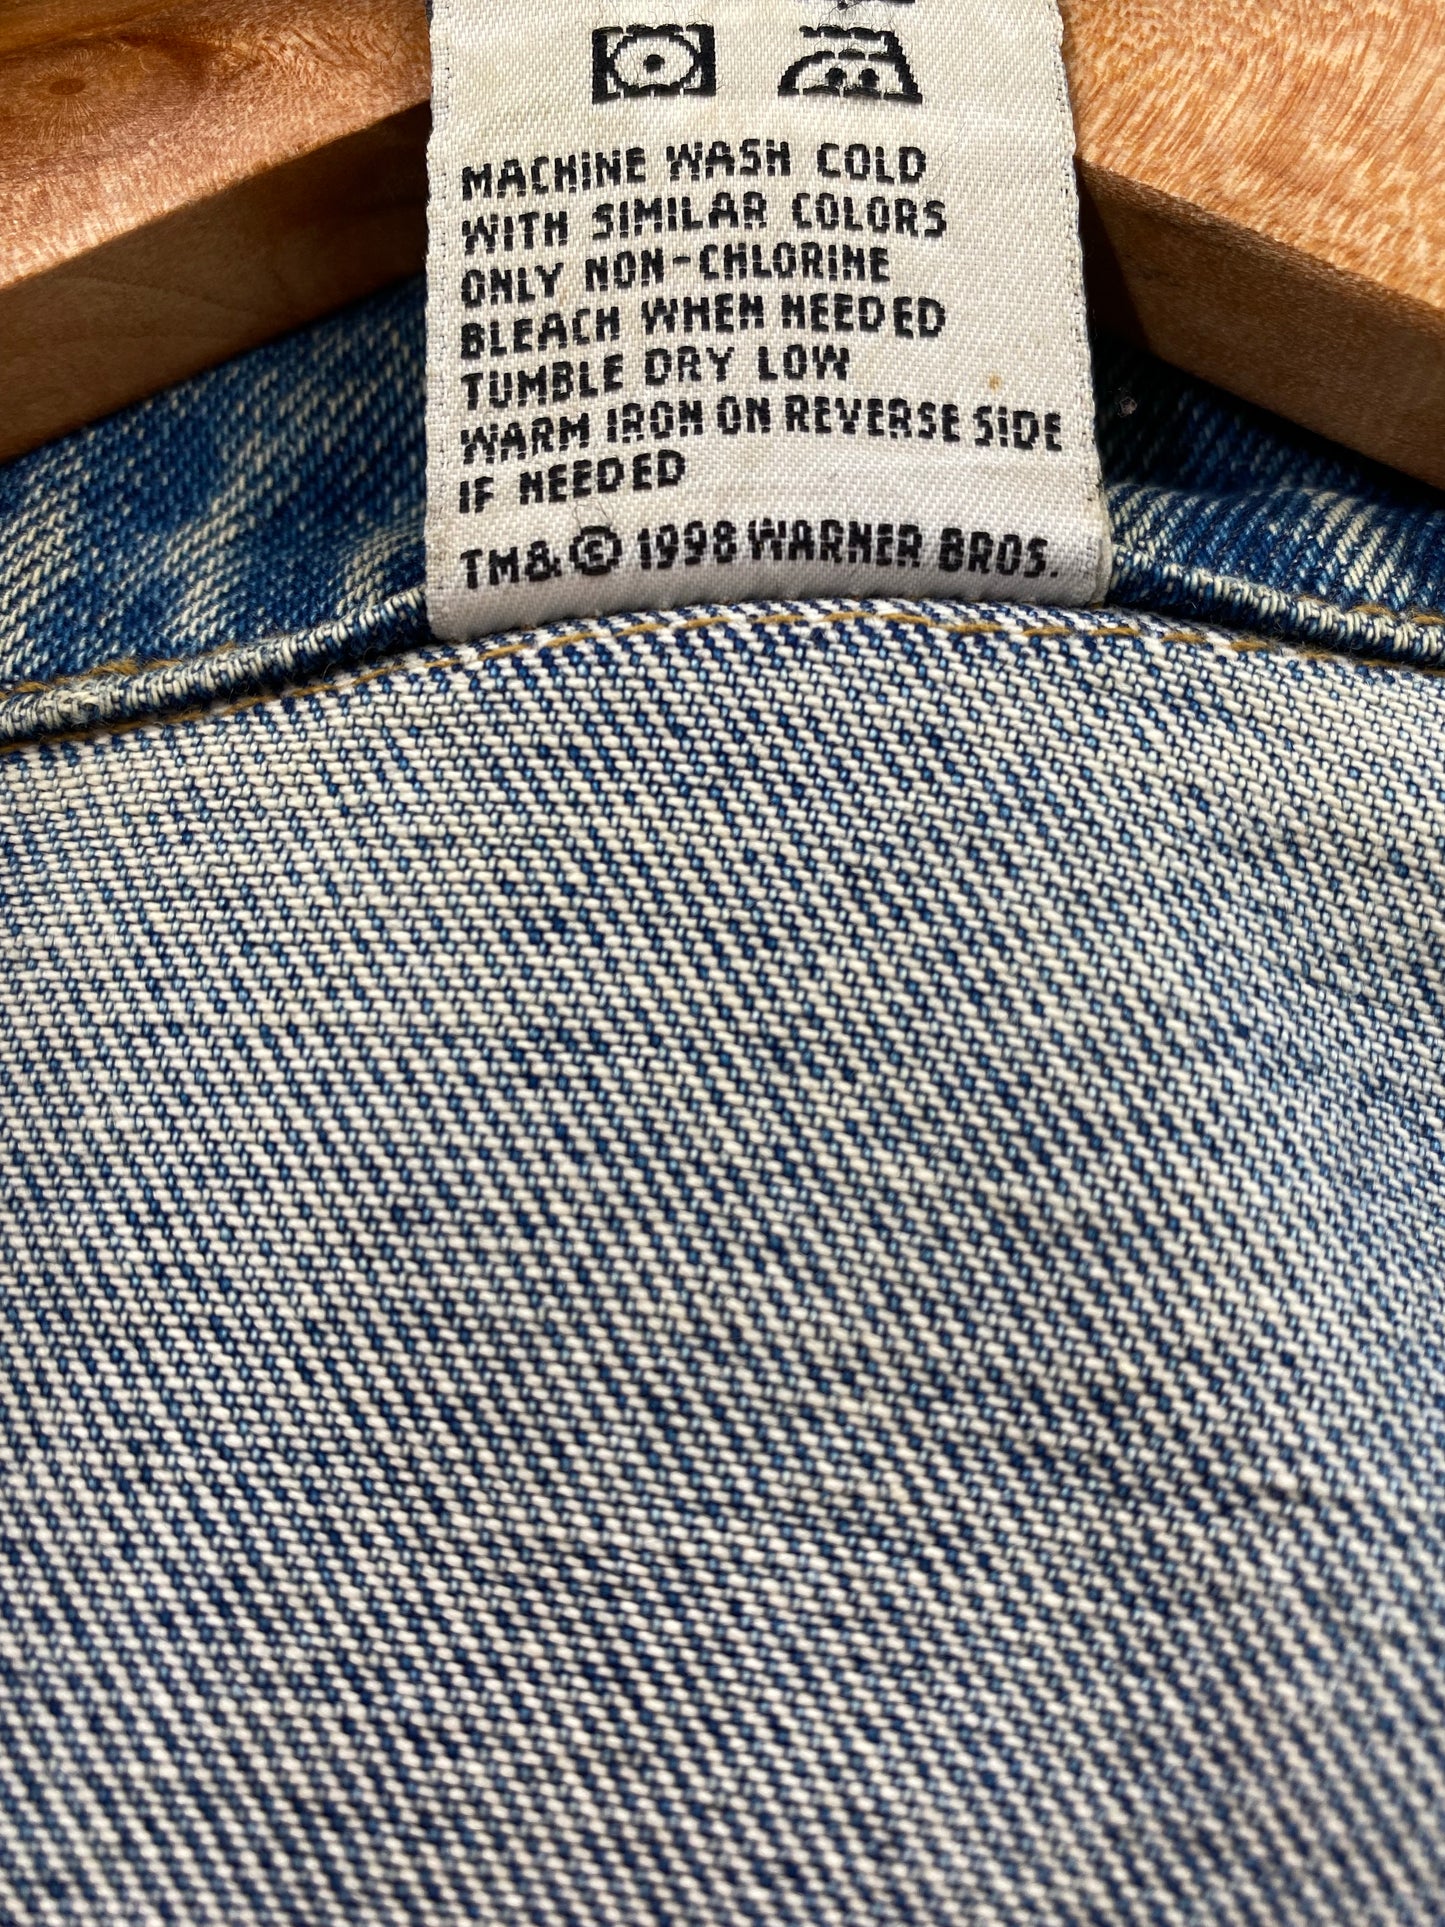 MACHINE WASH COLD
WITH SIMILAR COLORS
ONLY NON-CHLORINE
BLEACH WHEN NEEDED
TUMBLE DRY LOW
WARM IRON ON REVERSE SIDE
IF NEEDED
TM& © 1998 WARNER BROS.